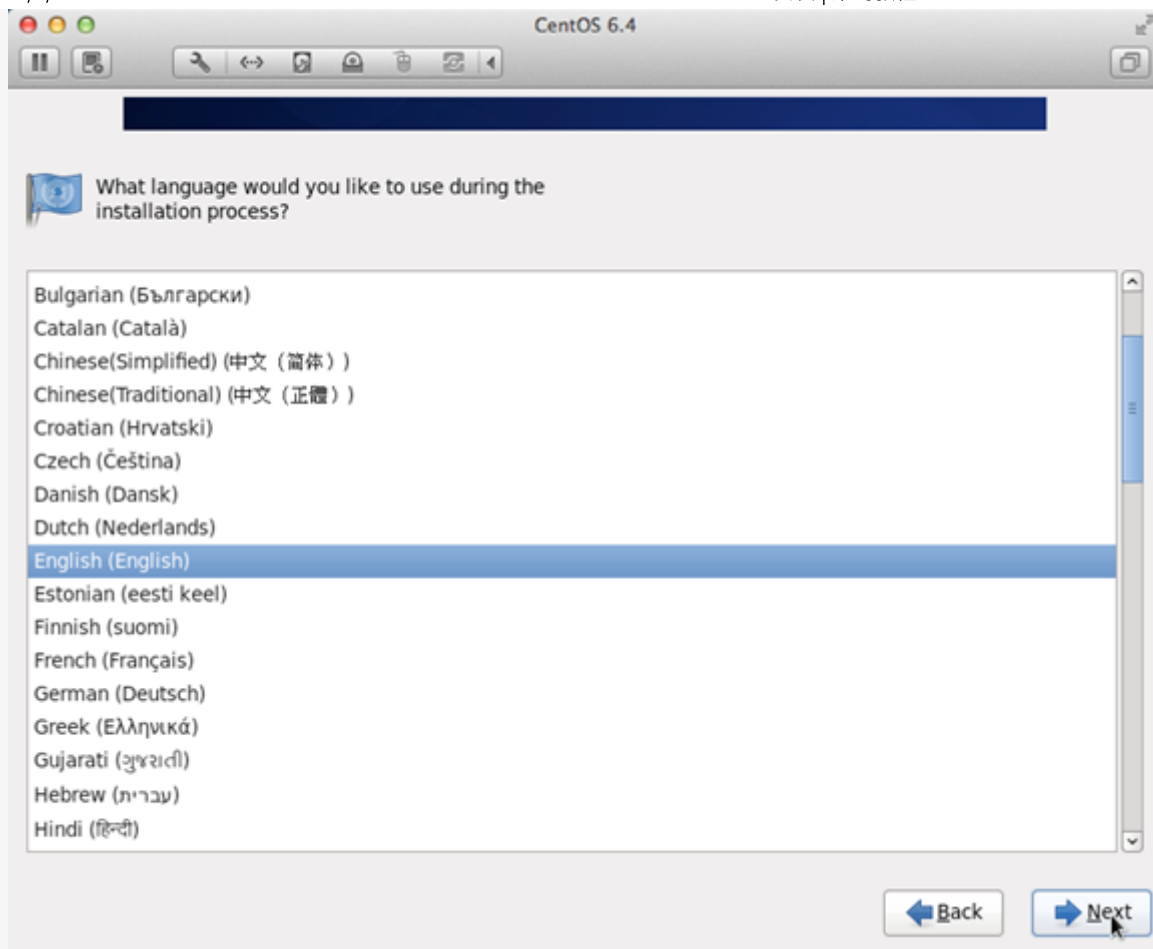 CentOS 6.4
What language would you like to use during the
installation process?
Bulgarian (Български)
Catalan (Català)
Chinese(Simplified) (中文（简体）)
Chinese(Traditional) (中文（正體）)
Croatian (Hrvatski)
Czech (Čeština)
Danish (Dansk)
Dutch (Nederlands)
English (English)
Estonian (eesti keel)
Finnish (suomi)
French (Français)
German (Deutsch)
Greek (Ελληνικά)
Gujarati (ગુજરાતી)
Hebrew (עברית)
Hindi (हिन्दी)
Back
Next